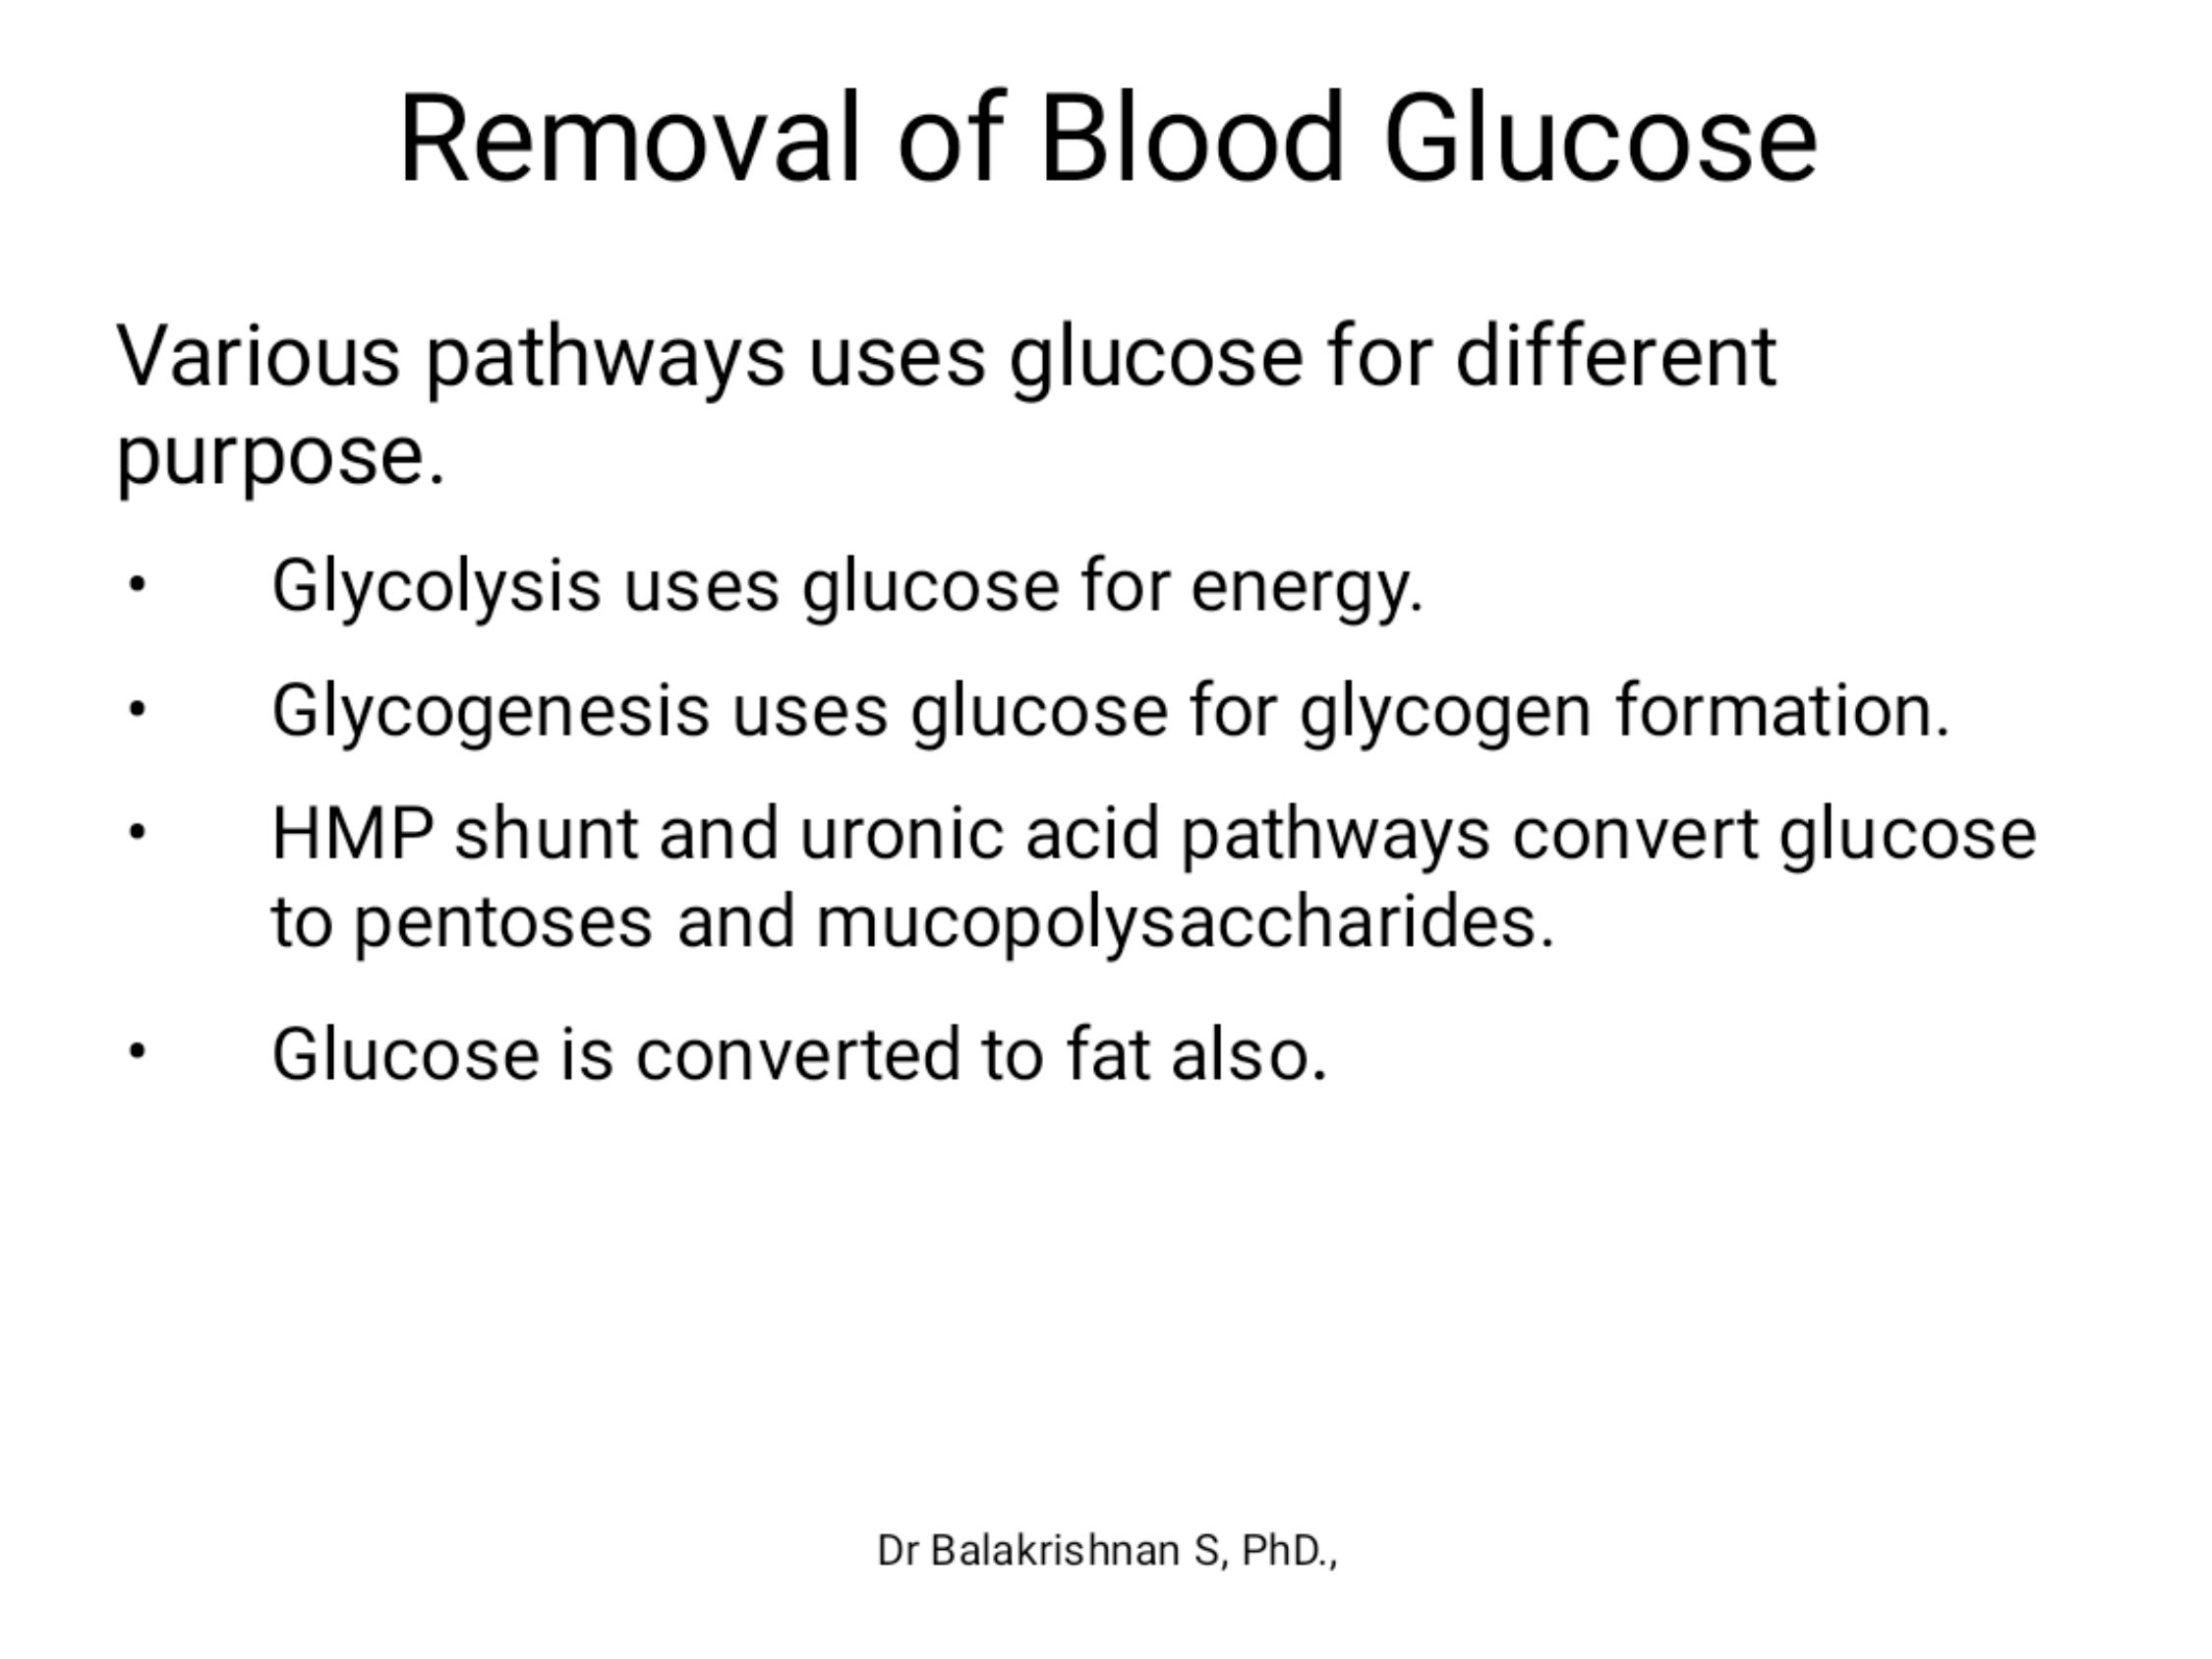 Removal of Blood Glucose
Various pathways uses glucose for different
purpose.
• Glycolysis uses glucose for energy.
• Glycogenesis uses glucose for glycogen formation.
• HMP shunt and uronic acid pathways convert glucose
to pentoses and mucopolysaccharides.
• Glucose is converted to fat also.
Dr Balakrishnan S, PhD.,